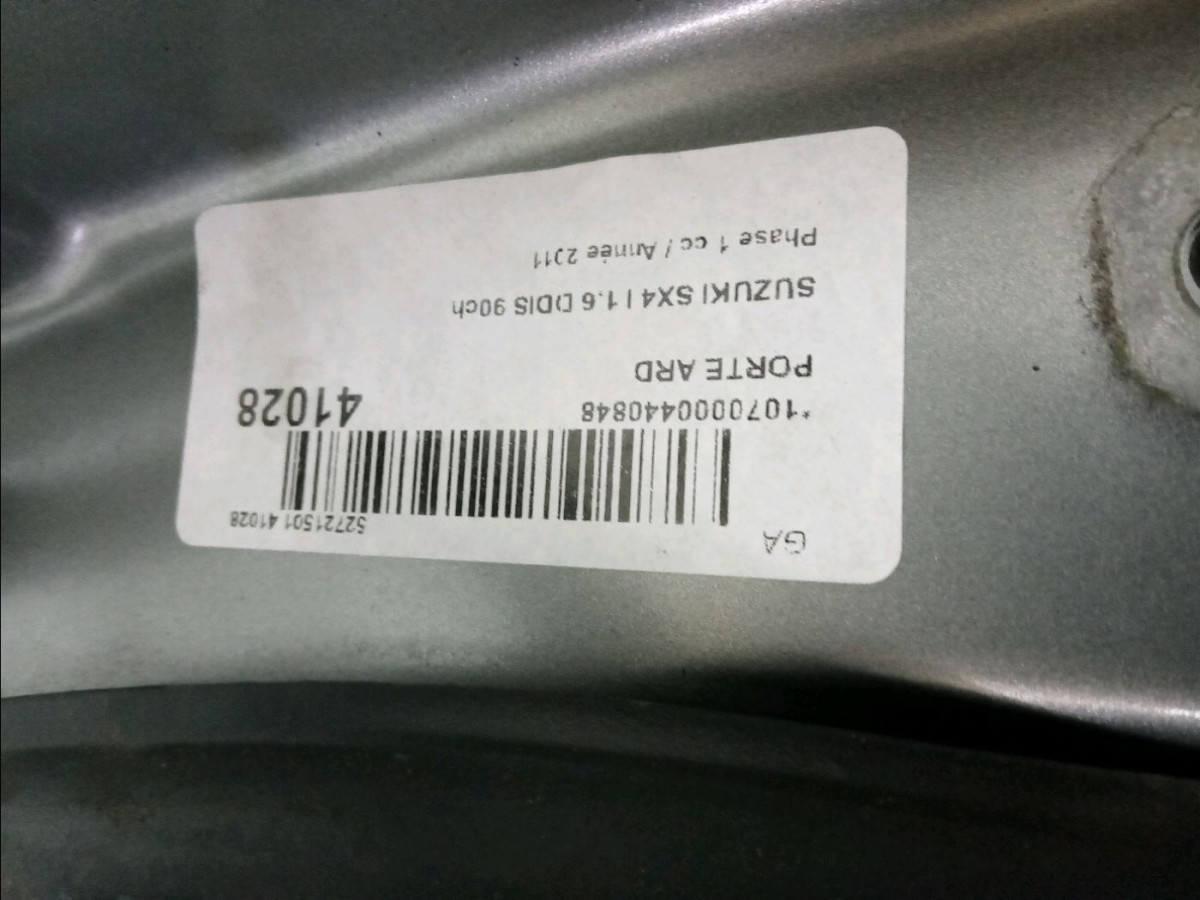 GA
52721501 41028
*1070000440848
41028
PORTE ARD
SUZUKI SX4 I 1.6 DDIS 90ch
Phase 1 cc / Année 2011